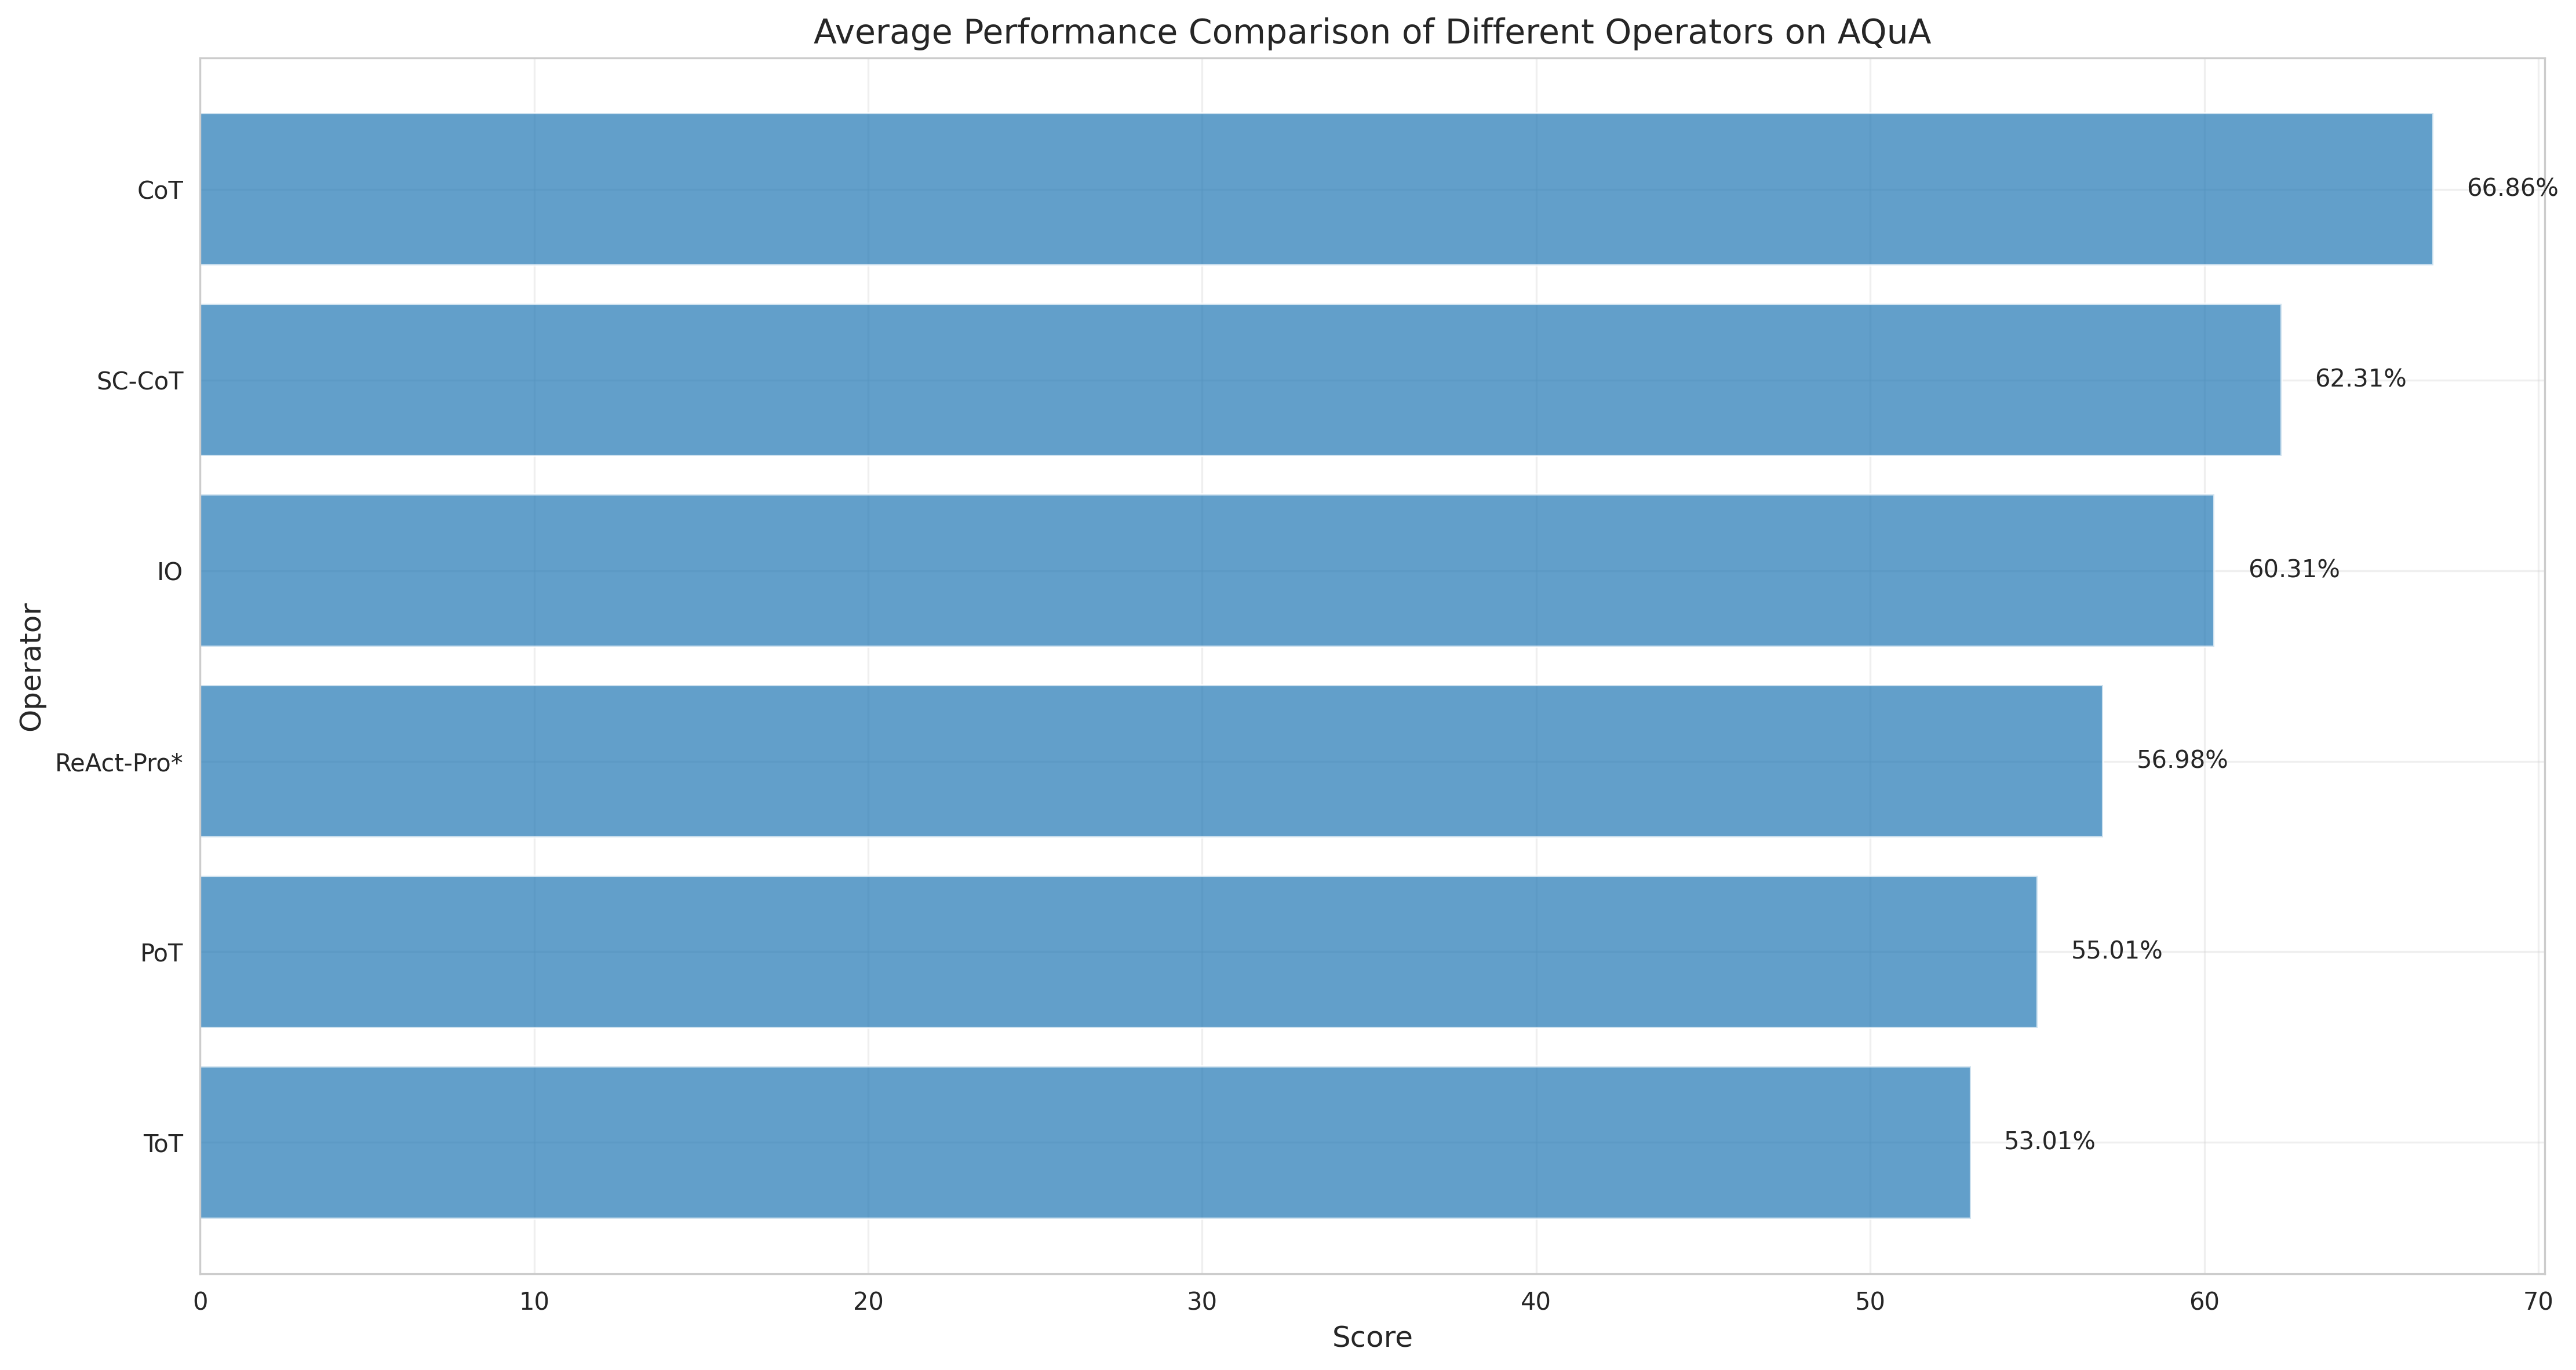 Average Performance Comparison of Different Operators on AQuA
Operator
CoT
66.86%
SC-CoT
62.31%
IO
60.31%
ReAct-Pro*
56.98%
PoT
55.01%
ToT
53.01%
0 10 20 30 40 50 60 70
Score